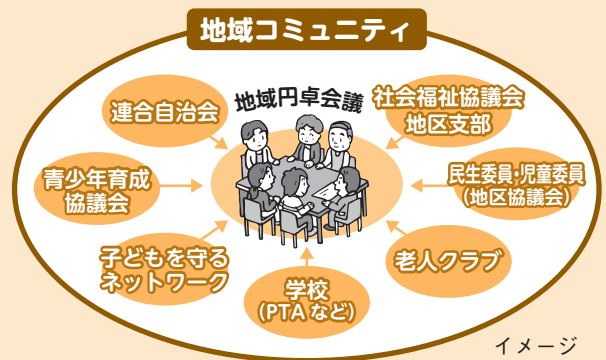 地域コミュニティ
地域円卓会議
連合自治会
社会福祉協議会
地区支部
青少年育成
協議会
民生委員・児童委員
(地区協議会)
子どもを守る
ネットワーク
老人クラブ
学校
(PTAなど)
イメージ